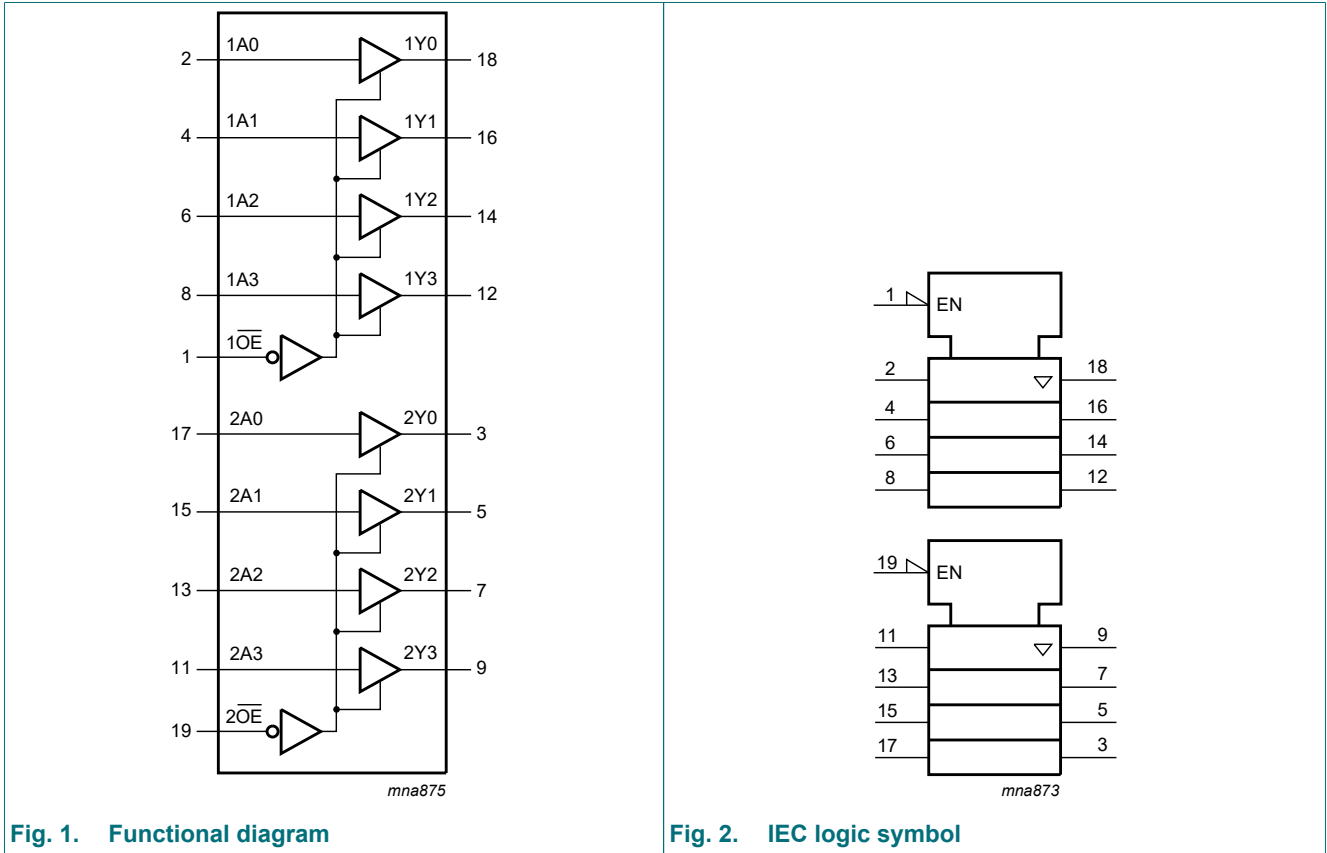 1A0 1Y0
2 18
1A1 1Y1
4 16
1A2 1Y2
6 14
1A3 1Y3
8 12
1O̅E̅
1
2A0 2Y0
17 3
2A1 2Y1
15 5
2A2 2Y2
13 7
2A3 2Y3
11 9
2O̅E̅
19
mna875
Fig. 1. Functional diagram
1 EN
2 18
4 16
6 14
8 12
19 EN
11 9
13 7
15 5
17 3
mna873
Fig. 2. IEC logic symbol